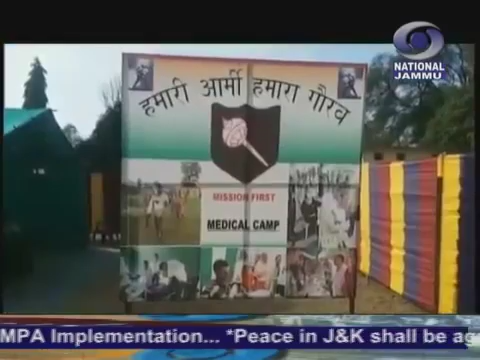 NATIONAL
JAMMU
हमारी आर्मी हमारा गौरव
MISSION FIRST
MEDICAL CAMP
MPA Implementation... *Peace in J&K shall be ag